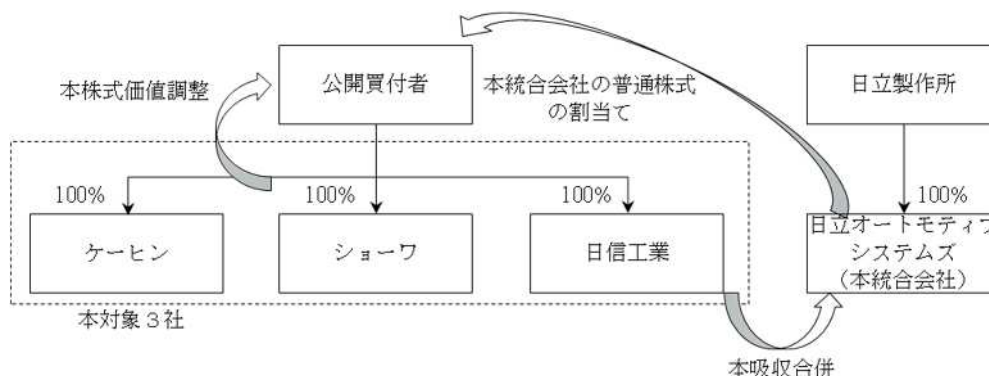 公開買付者
日立製作所
本株式価値調整
本統合会社の普通株式
の割当て
100%
100%
100%
100%
ケーヒン
ショーワ
日信工業
日立オートモティブ
システムズ
（本統合会社）
本対象３社
本吸収合併